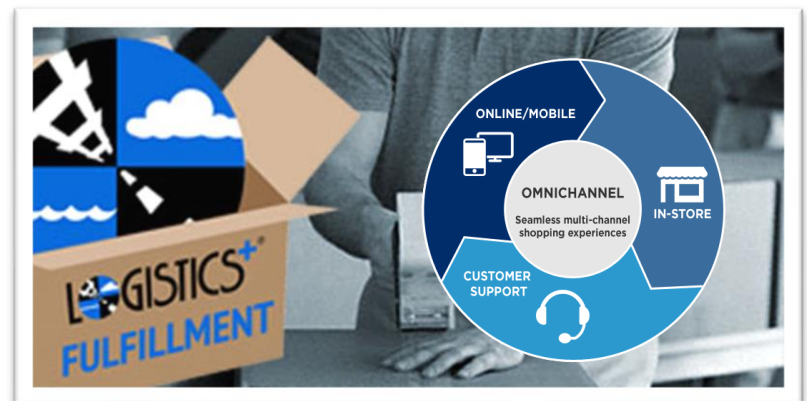 LOGISTICS+®
FULFILLMENT
ONLINE/MOBILE
OMNICHANNEL
Seamless multi-channel
shopping experiences
IN-STORE
CUSTOMER
SUPPORT